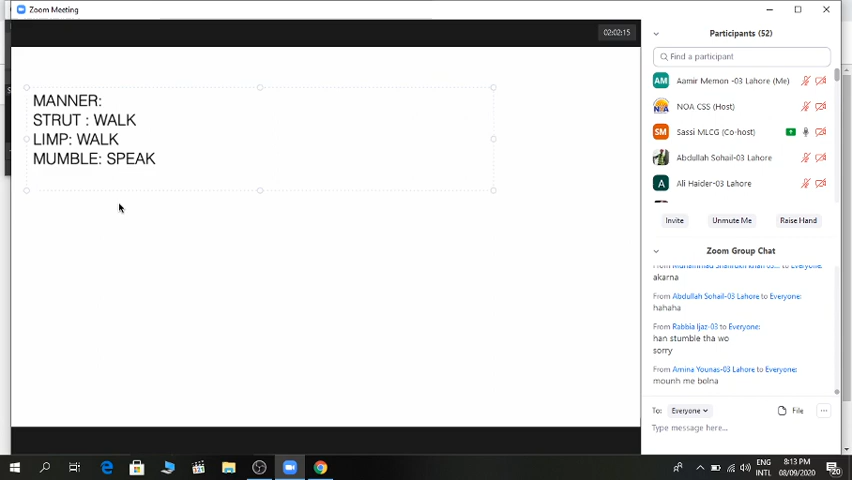 Zoom Meeting
02:02:15
MANNER:
STRUT : WALK
LIMP: WALK
MUMBLE: SPEAK
Participants (52)
Find a participant
AM Aamir Memon -03 Lahore (Me)
NOA CSS (Host)
SM Sassi MLCG (Co-host)
Abdullah Sohail-03 Lahore
A Ali Haider-03 Lahore
Invite Unmute Me Raise Hand
Zoom Group Chat
akarna
From Abdullah Sohail-03 Lahore to Everyone:
hahaha
From Rabbia Ijaz-03 to Everyone:
han stumble tha wo
sorry
From Amina Younas-03 Lahore to Everyone:
mounh me bolna
To: Everyone File
Type message here...
ENG
INTL
8:13 PM
08/09/2020
20